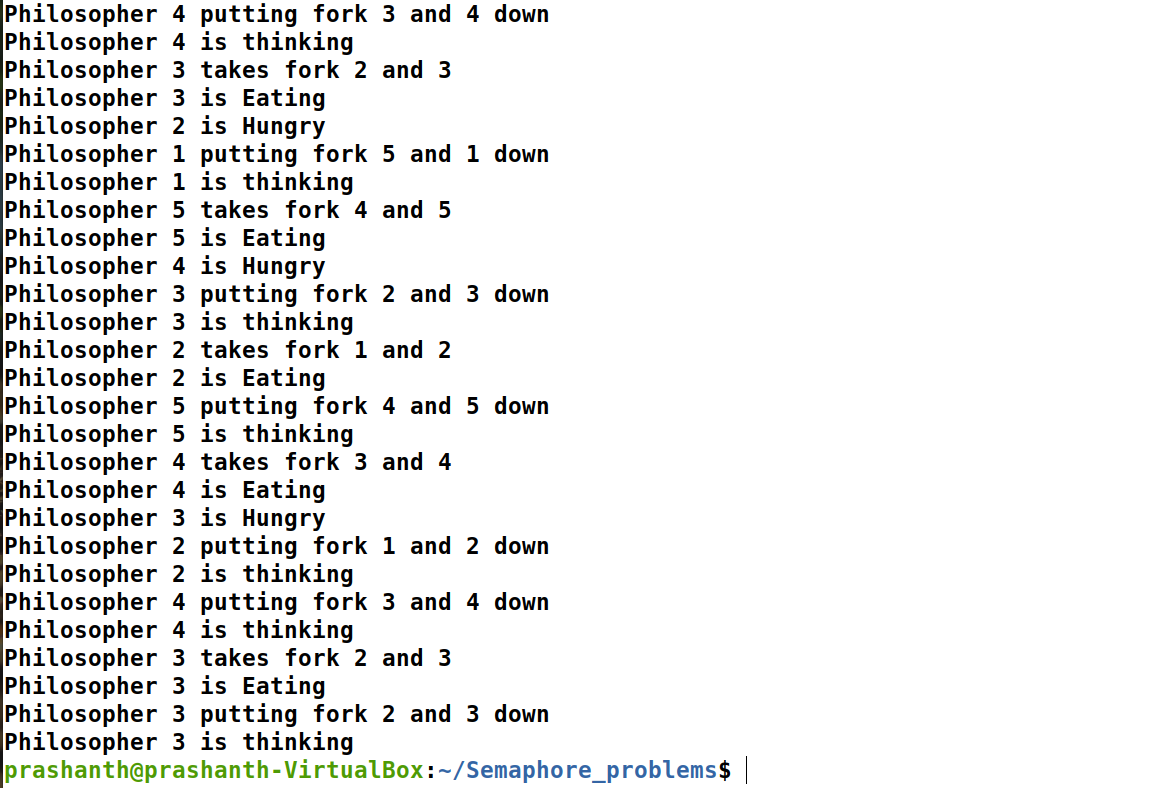 Philosopher 4 putting fork 3 and 4 down
Philosopher 4 is thinking
Philosopher 3 takes fork 2 and 3
Philosopher 3 is Eating
Philosopher 2 is Hungry
Philosopher 1 putting fork 5 and 1 down
Philosopher 1 is thinking
Philosopher 5 takes fork 4 and 5
Philosopher 5 is Eating
Philosopher 4 is Hungry
Philosopher 3 putting fork 2 and 3 down
Philosopher 3 is thinking
Philosopher 2 takes fork 1 and 2
Philosopher 2 is Eating
Philosopher 5 putting fork 4 and 5 down
Philosopher 5 is thinking
Philosopher 4 takes fork 3 and 4
Philosopher 4 is Eating
Philosopher 3 is Hungry
Philosopher 2 putting fork 1 and 2 down
Philosopher 2 is thinking
Philosopher 4 putting fork 3 and 4 down
Philosopher 4 is thinking
Philosopher 3 takes fork 2 and 3
Philosopher 3 is Eating
Philosopher 3 putting fork 2 and 3 down
Philosopher 3 is thinking
prashanth@prashanth-VirtualBox:~/Semaphore_problems$